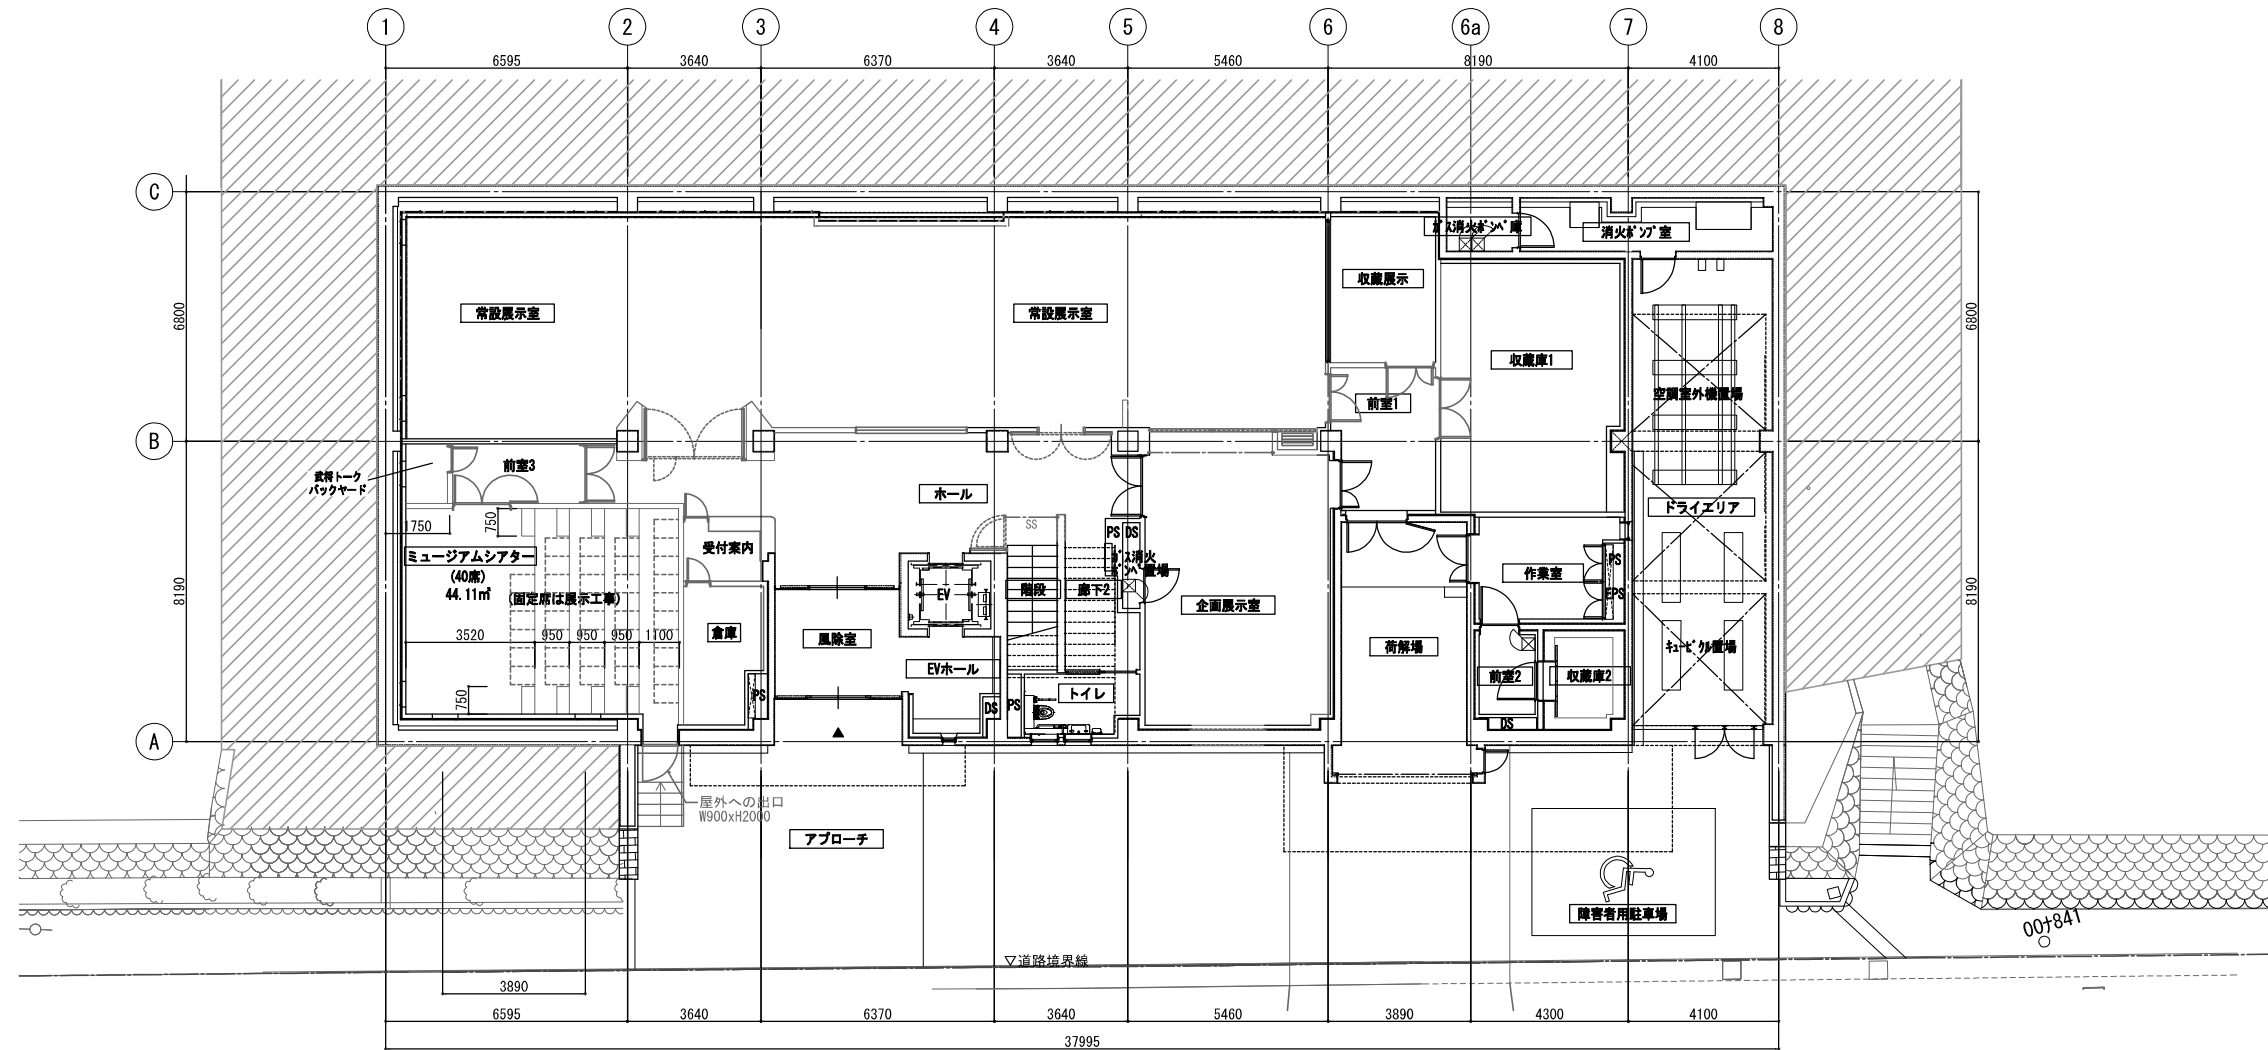 1 2 3 4 5 6 6a 7 8
6595 3640 6370 3640 5460 8190 4100
C
ガス消火ボンベ庫
消火ポンプ室
収蔵展示
6800
常設展示室
常設展示室
6800
収蔵庫1
空調室外機置場
前室1
B
前室3
武将トーク
バックヤード
ホール
ドライエリア
1750
750
SS
PS DS
受付案内
ミュージアムシアター
(40席)
44.11㎡
(固定席は展示工事)
ガス消火
ボンベ置場
PS
作業室
8190
EV
階段
廊下2
企画展示室
EPS
8190
3520 950 950 950 1100
倉庫
風除室
荷解場
キュービクル置場
EVホール
前室2
収蔵庫2
750
PS
DS
PS
トイレ
DS
A
屋外への出口
W900xH2000
アプローチ
障害者用駐車場
00+841
▽道路境界線
3890
6595 3640 6370 3640 5460 3890 4300 4100
37995